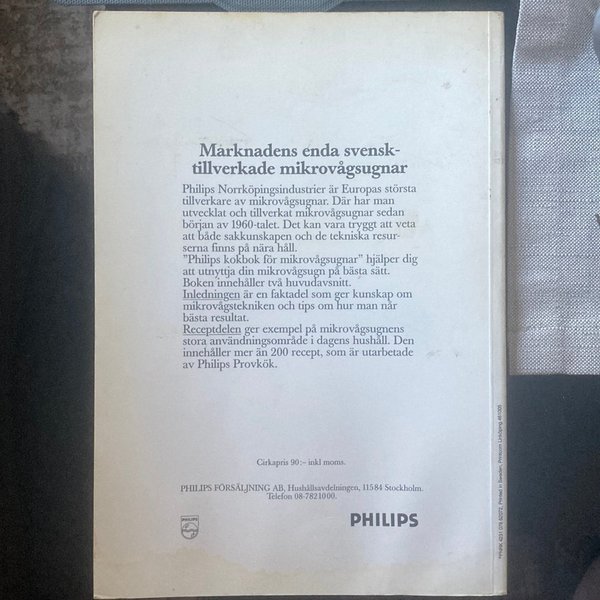 Marknadens enda svensk-
tillverkade mikrovågsugnar
Philips Norrköpingsindustrier är Europas största
tillverkare av mikrovågsugnar. Där har man
utvecklat och tillverkat mikrovågsugnar sedan
början av 1960-talet. Det kan vara tryggt att veta
att både sakkunskapen och de tekniska resur-
serna finns på nära håll.
"Philips kokbok för mikrovågsugnar" hjälper dig
att utnyttja din mikrovågsugn på bästa sätt.
Boken innehåller två huvudavsnitt.
Inledningen är en faktadel som ger kunskap om
mikrovågstekniken och tips om hur man når
bästa resultat.
Receptdelen ger exempel på mikrovågsugnens
stora användningsområde i dagens hushåll. Den
innehåller mer än 200 recept, som är utarbetade
av Philips Provkök.
Cirkapris 90:– inkl moms.
PHILIPS FÖRSÄLJNING AB, Hushållsavdelningen, 11584 Stockholm.
Telefon 08-7821000.
PHILIPS
PHILIPS
Printed in Sweden. Linköping